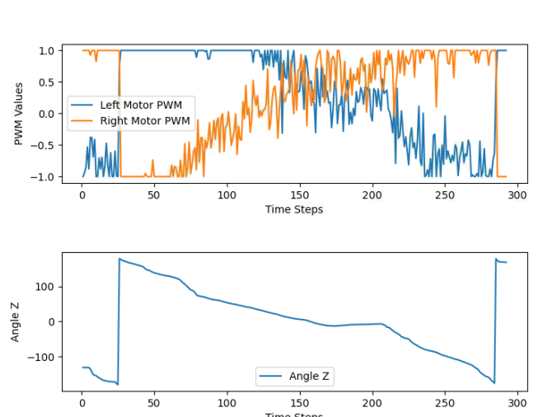 1.0
0.5
0.0
−0.5
−1.0
PWM Values
Left Motor PWM
Right Motor PWM
0 50 100 150 200 250 300
Time Steps
100
0
−100
Angle Z
Angle Z
0 50 100 150 200 250 300
Time Steps